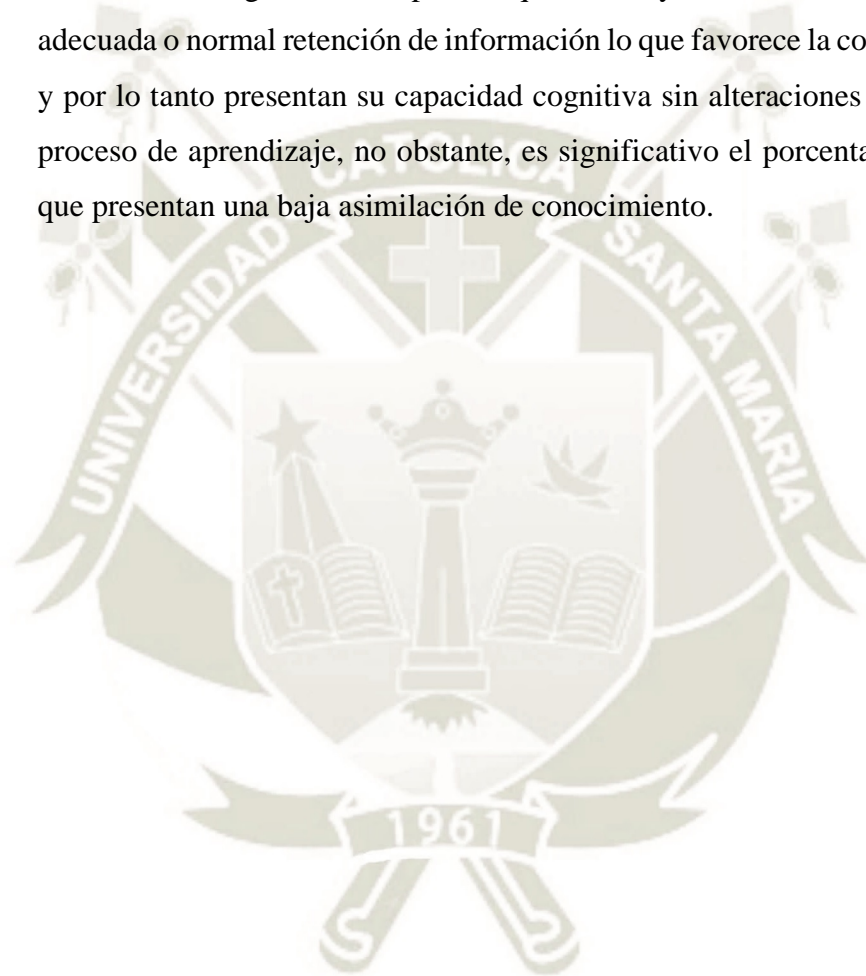 adecuada o normal retención de información lo que favorece la co
y por lo tanto presentan su capacidad cognitiva sin alteraciones
proceso de aprendizaje, no obstante, es significativo el porcenta
que presentan una baja asimilación de conocimiento.
UNIVERSIDAD CATOLICA SANTA MARIA
1961